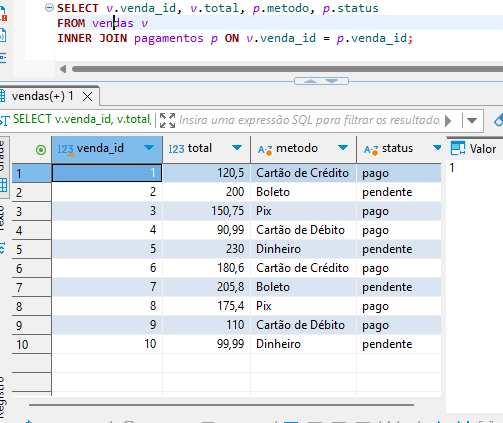 SELECT v.venda_id, v.total, p.metodo, p.status
FROM vendas v
INNER JOIN pagamentos p ON v.venda_id = p.venda_id;
vendas(+) 1
SELECT v.venda_id, v.total, Insira uma expressão SQL para filtrar os resultado
Grade
Texto
Registro
123 venda_id 123 total A-Z metodo A-Z status Valor
1 1 120,5 Cartão de Crédito pago 1
2 2 200 Boleto pendente
3 3 150,75 Pix pago
4 4 90,99 Cartão de Débito pago
5 5 230 Dinheiro pendente
6 6 180,6 Cartão de Crédito pago
7 7 205,8 Boleto pendente
8 8 175,4 Pix pago
9 9 110 Cartão de Débito pago
10 10 99,99 Dinheiro pendente